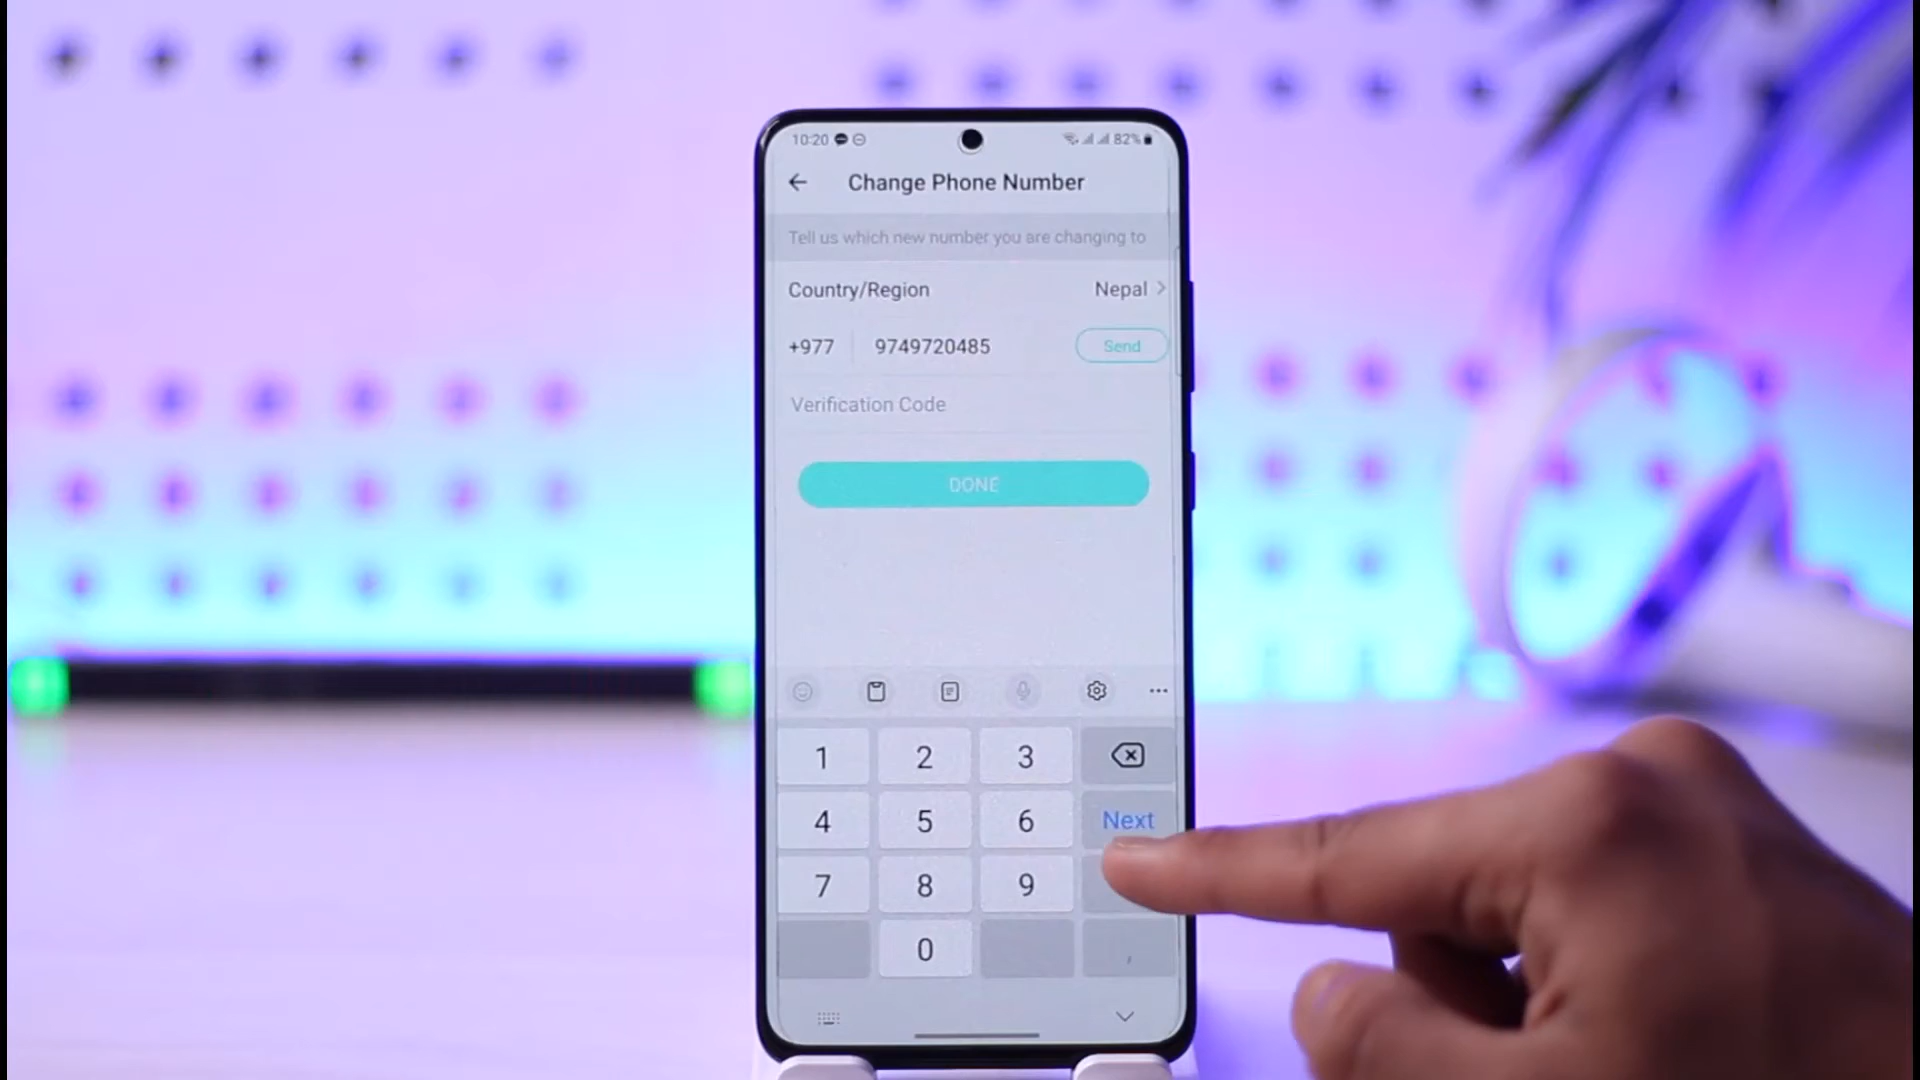 10:20 82%
Change Phone Number
Tell us which new number you are changing to
Country/Region Nepal
+977 9749720485 Send
Verification Code
DONE
1 2 3
4 5 6 Next
7 8 9
0 ,